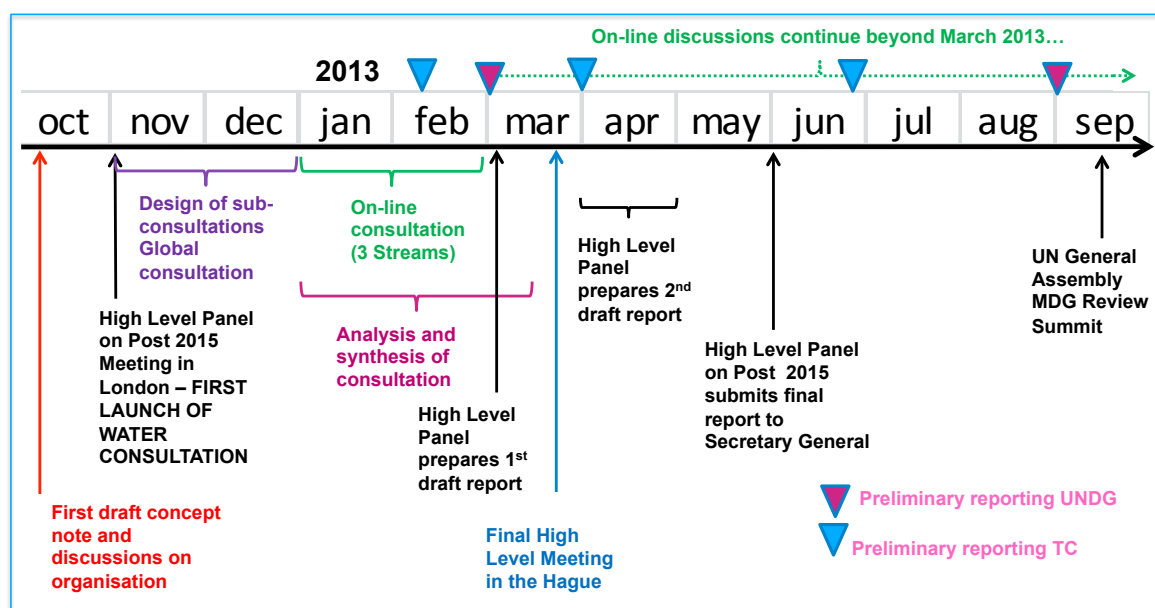 On-line discussions continue beyond March 2013…
2013
oct nov dec jan feb mar apr may jun jul aug sep
Design of sub-
consultations
Global
consultation
On-line
consultation
(3 Streams)
High Level
Panel
prepares 2nd
draft report
UN General
Assembly
MDG Review
Summit
High Level Panel
on Post 2015
Meeting in
London – FIRST
LAUNCH OF
WATER
CONSULTATION
Analysis and
synthesis of
consultation
High Level Panel
on Post 2015
submits final
report to
Secretary General
High Level
Panel
prepares 1st
draft report
First draft concept
note and
discussions on
organisation
Final High
Level Meeting
in the Hague
Preliminary reporting UNDG
Preliminary reporting TC